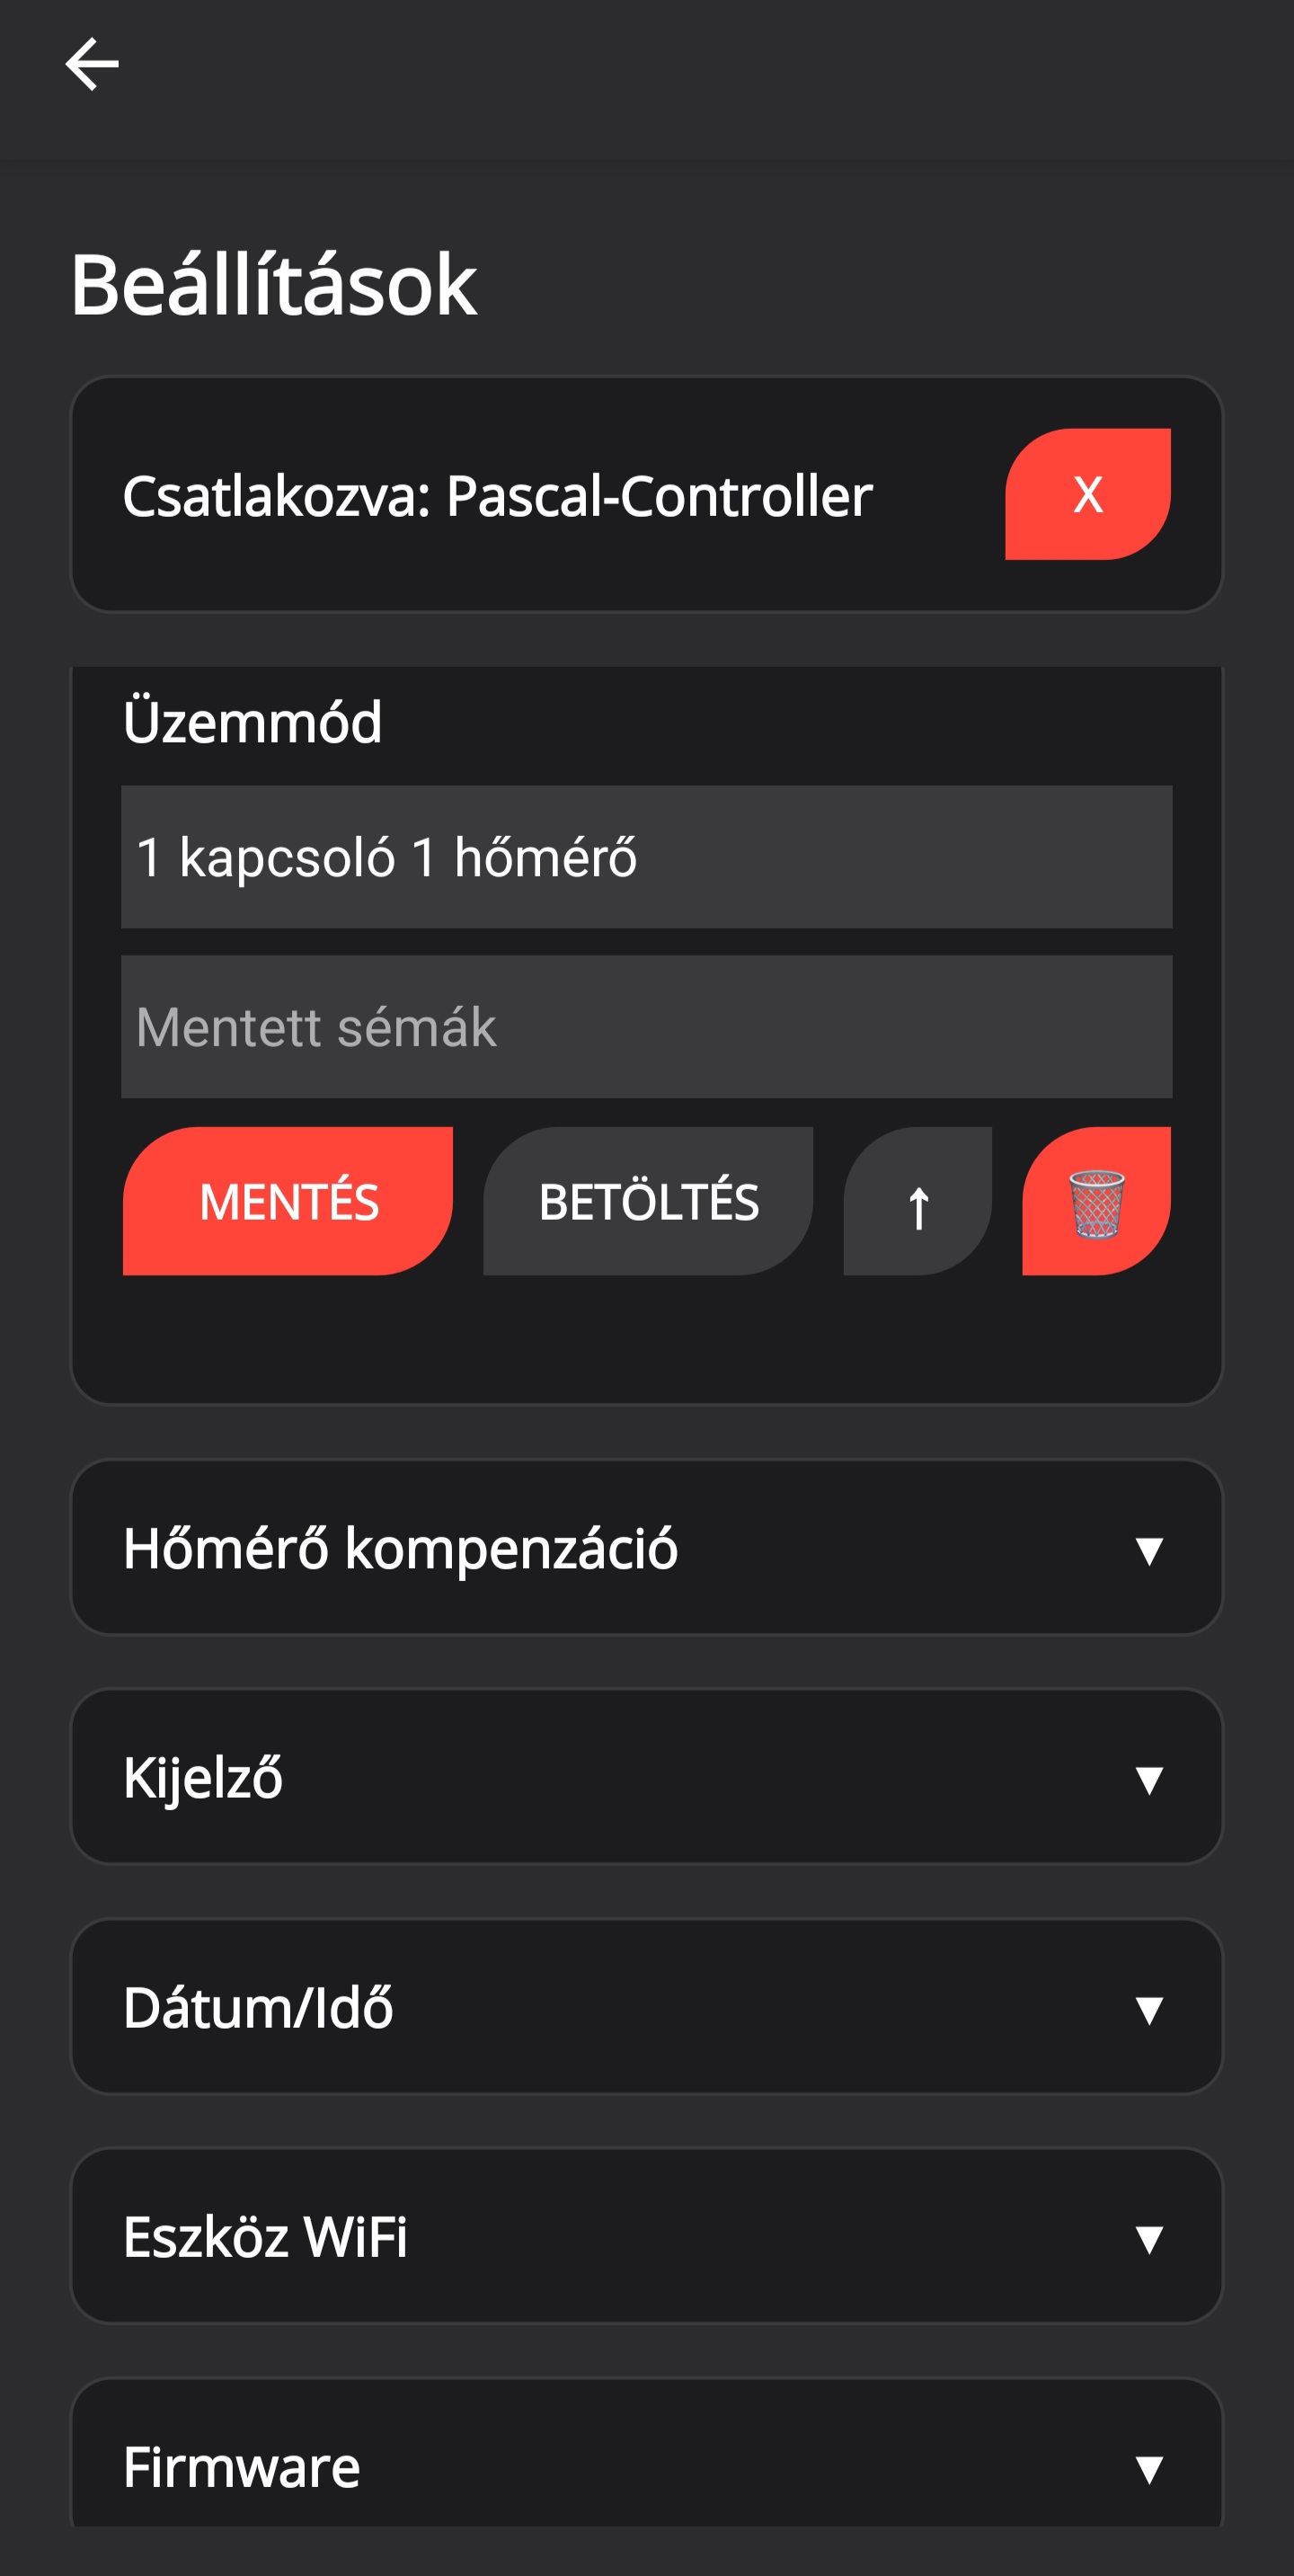 Beállítások
Csatlakozva: Pascal-Controller
X
Üzemmód
1 kapcsoló 1 hőmérő
Mentett sémák
MENTÉS
BETÖLTÉS
↑
Hőmérő kompenzáció
▼
Kijelző
▼
Dátum/Idő
▼
Eszköz WiFi
▼
Firmware
▼